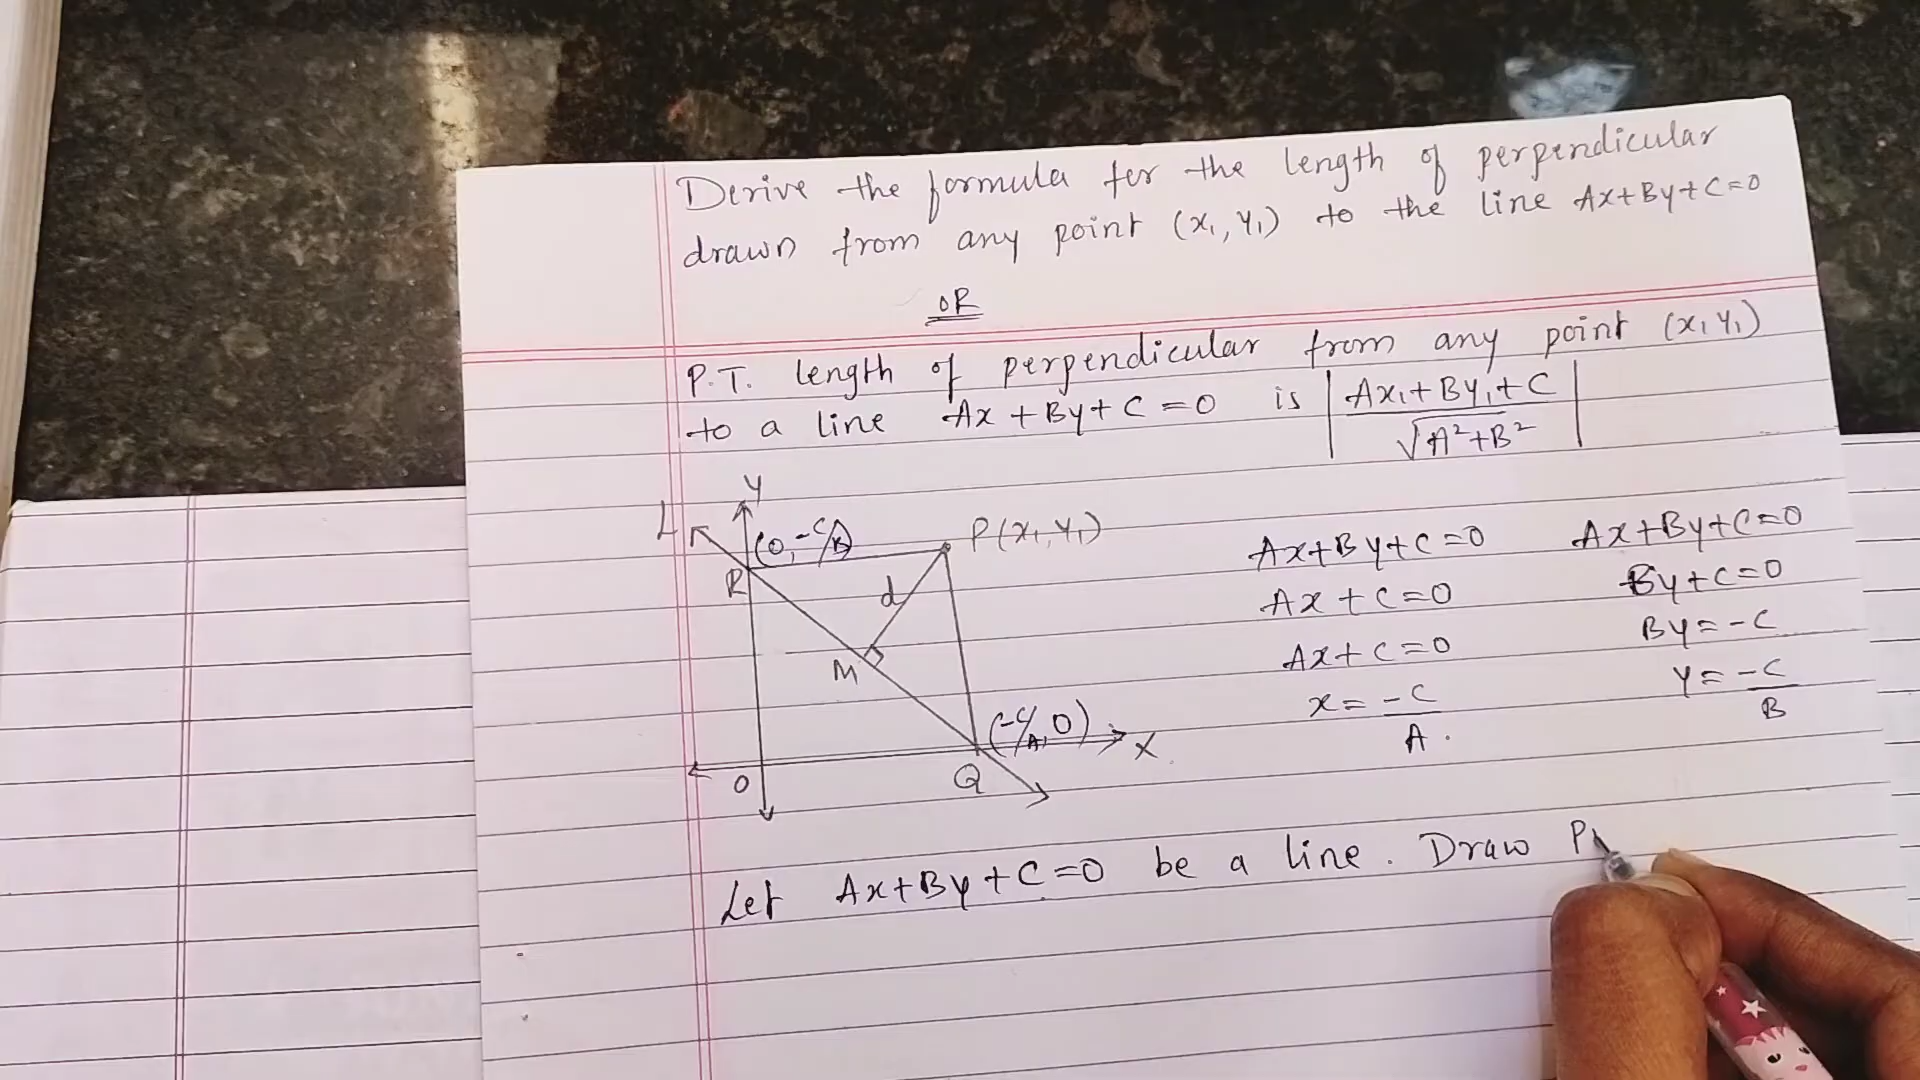 Derive the formula for the length of perpendicular
drawn from any point (x₁, y₁) to the line Ax+By+C=0
OR
P.T. length of perpendicular from any point (x₁ y₁)
to a line Ax+By+C=0 is | Ax₁+By₁+C / √A²+B² |
Y
L
(0, -C/B)
P(x₁, y₁)
R
d
M
(-C/A, 0)
X
O
Q
Ax+By+C=0
Ax+C=0
Ax+C=0
x = -C/A.
Ax+By+C=0
By+C=0
By=-C
y = -C/B
Let Ax+By+C=0 be a line. Draw P